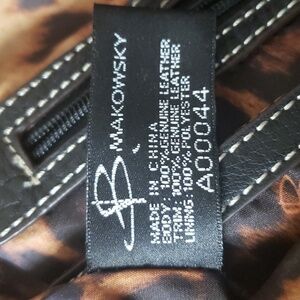 B
MAKOWSKY
MADE IN CHINA
BODY: 100% GENUINE LEATHER
TRIM: 100% GENUINE LEATHER
LINING: 100% POLYESTER
A00044